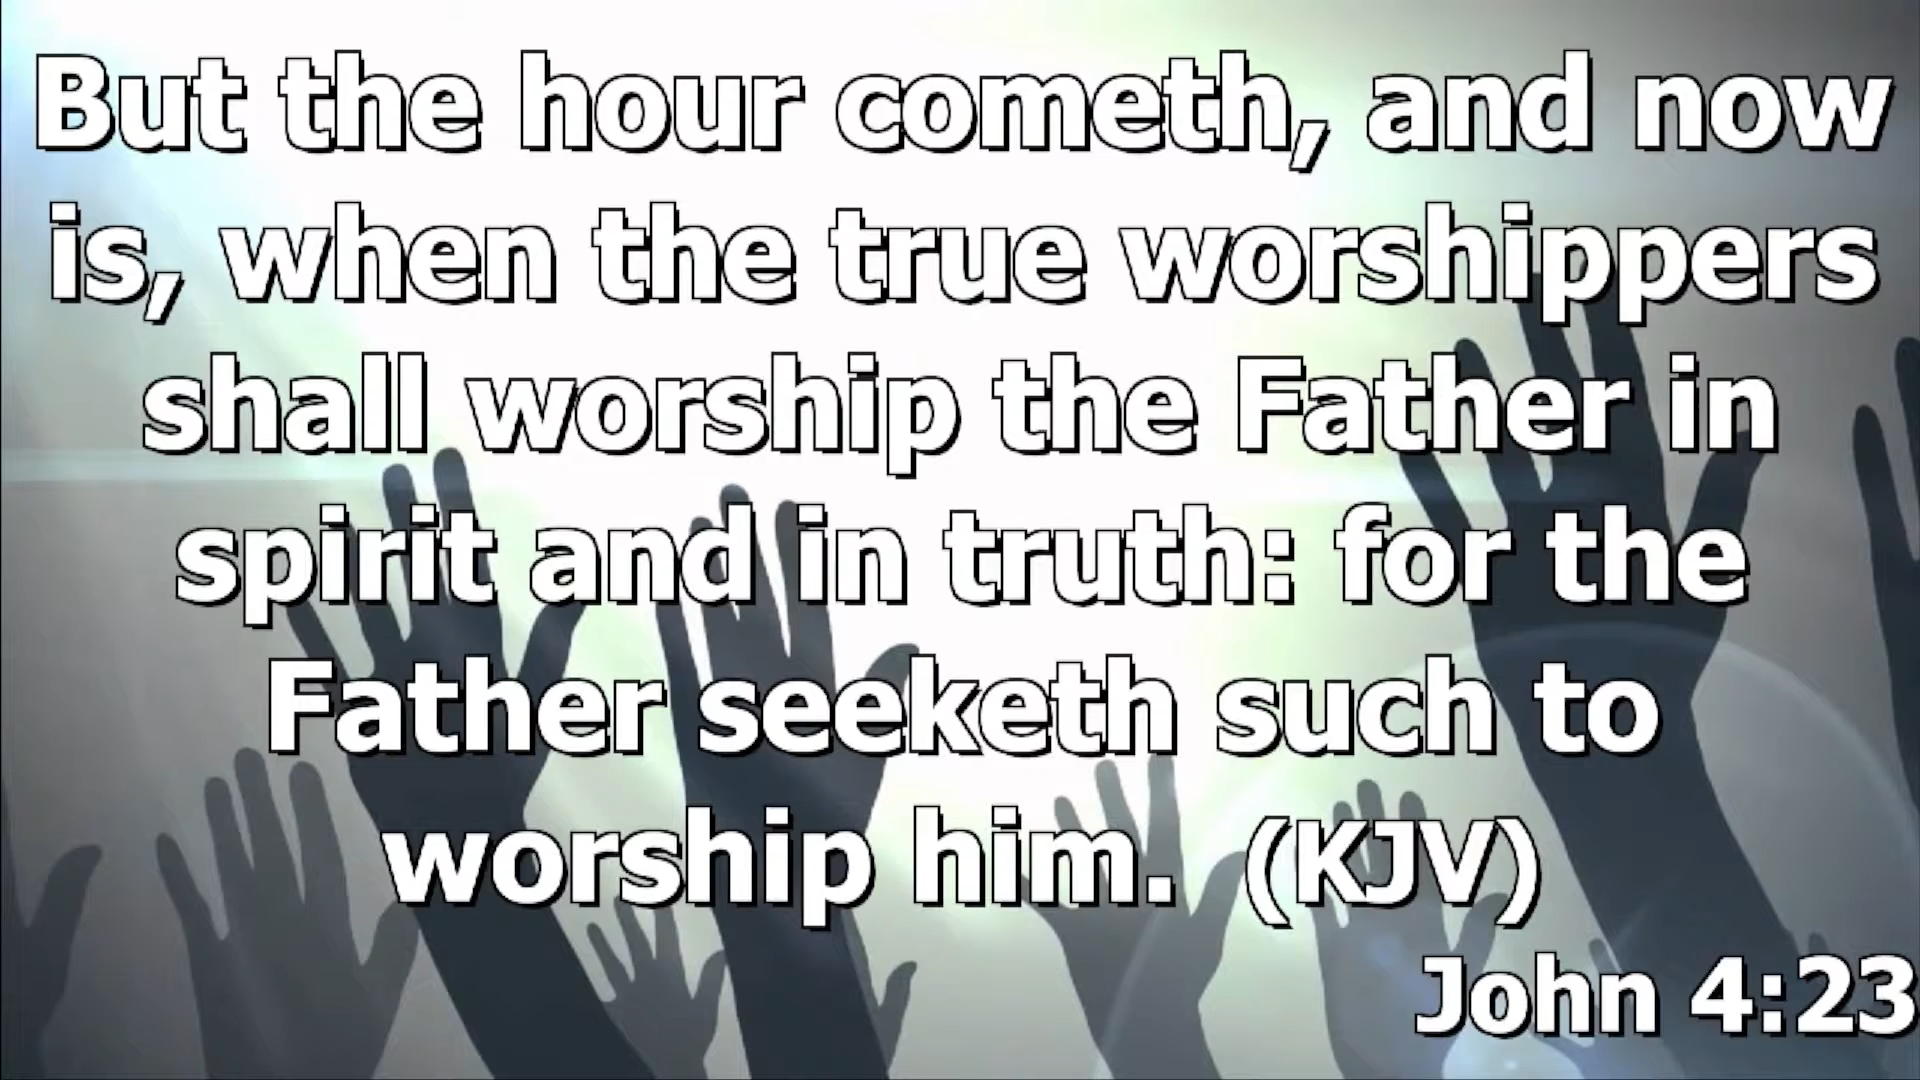 But the hour cometh, and now
is, when the true worshippers
shall worship the Father in
spirit and in truth: for the
Father seeketh such to
worship him.  (KJV)
John 4:23